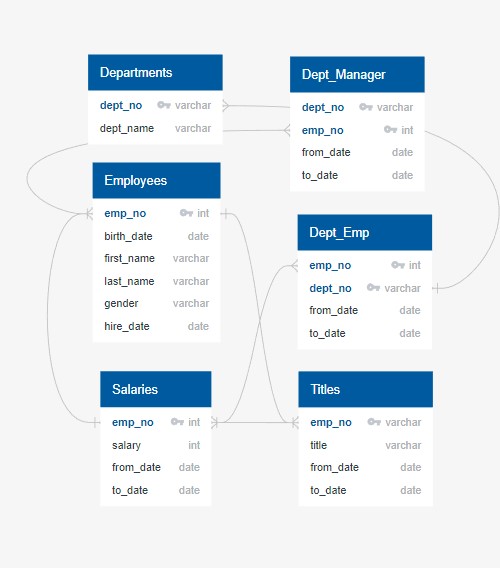 Departments
dept_no varchar
dept_name varchar
Dept_Manager
dept_no varchar
emp_no int
from_date date
to_date date
Employees
emp_no int
birth_date date
first_name varchar
last_name varchar
gender varchar
hire_date date
Dept_Emp
emp_no int
dept_no varchar
from_date date
to_date date
Salaries
emp_no int
salary int
from_date date
to_date date
Titles
emp_no varchar
title varchar
from_date date
to_date date